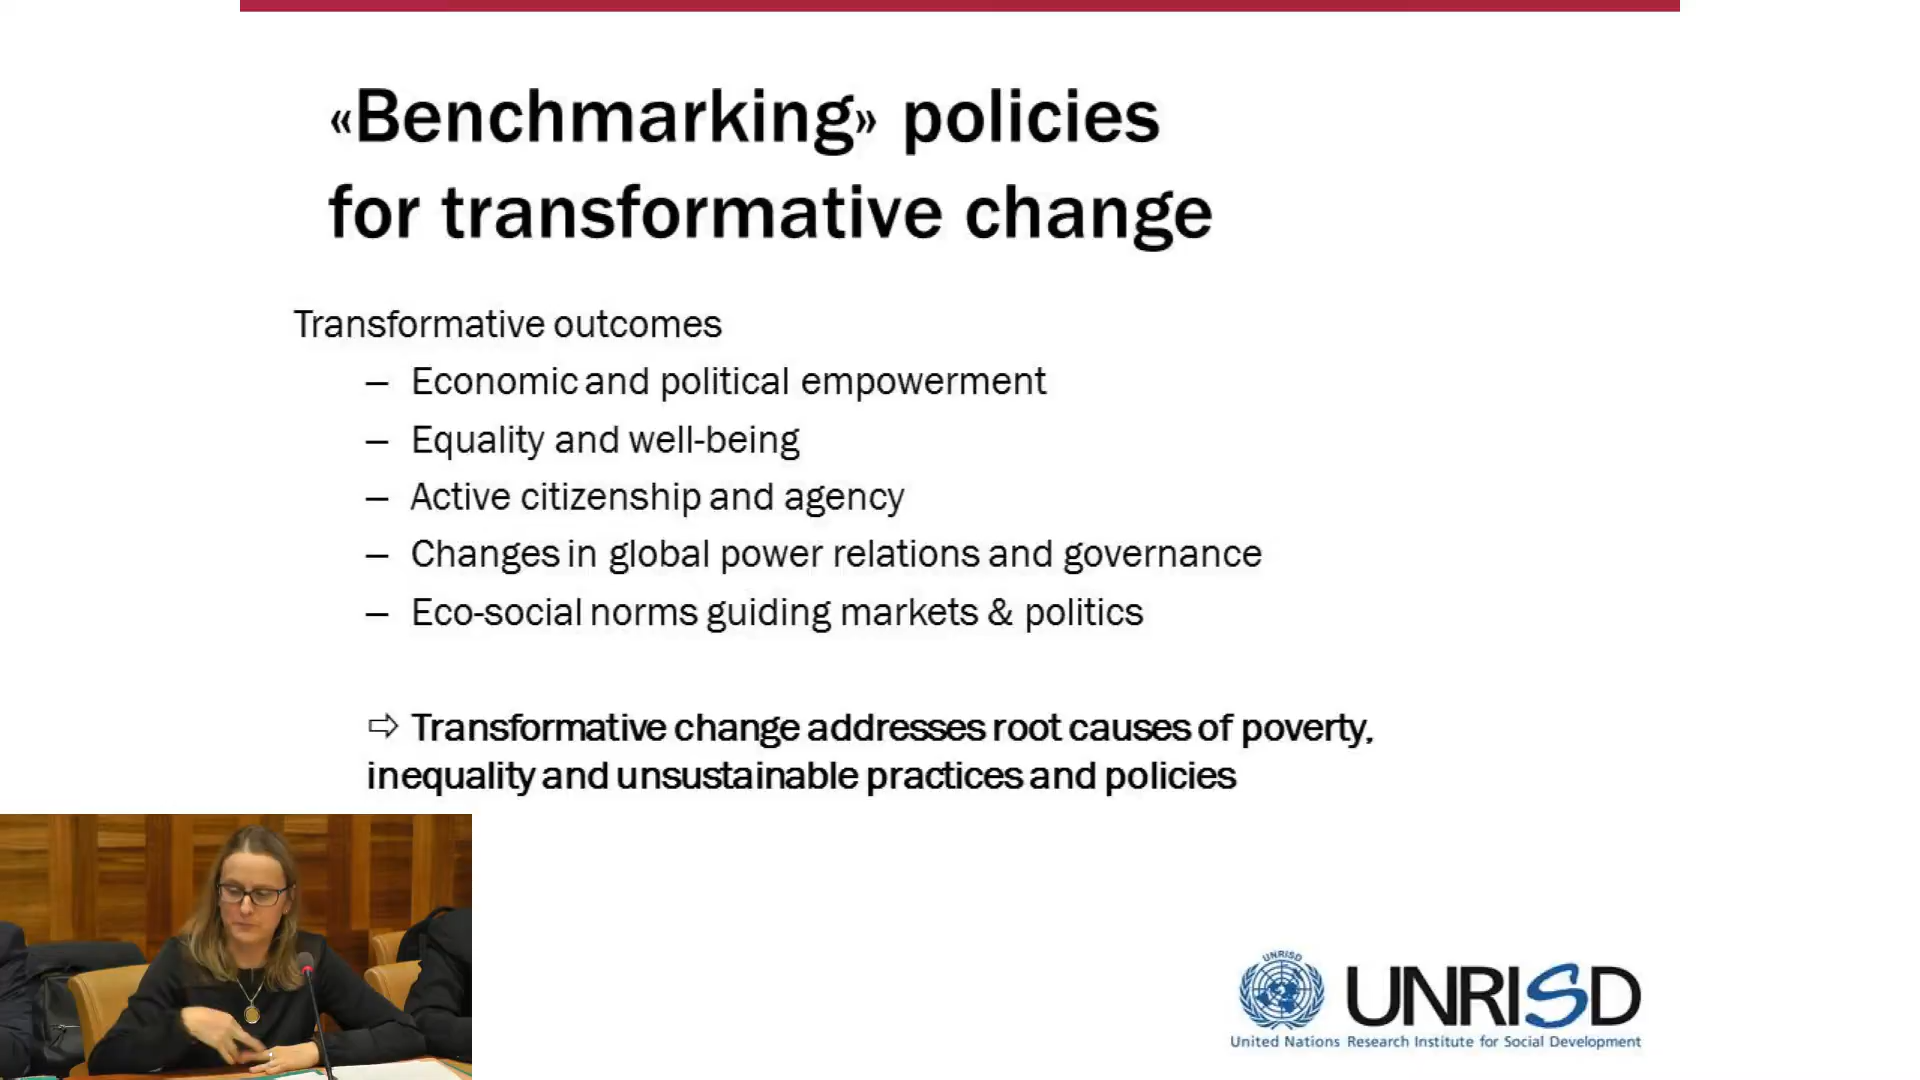 «Benchmarking» policies
for transformative change
Transformative outcomes
– Economic and political empowerment
– Equality and well-being
– Active citizenship and agency
– Changes in global power relations and governance
– Eco-social norms guiding markets & politics
⇨ Transformative change addresses root causes of poverty,
inequality and unsustainable practices and policies
UNRISD
UNRISD
United Nations Research Institute for Social Development